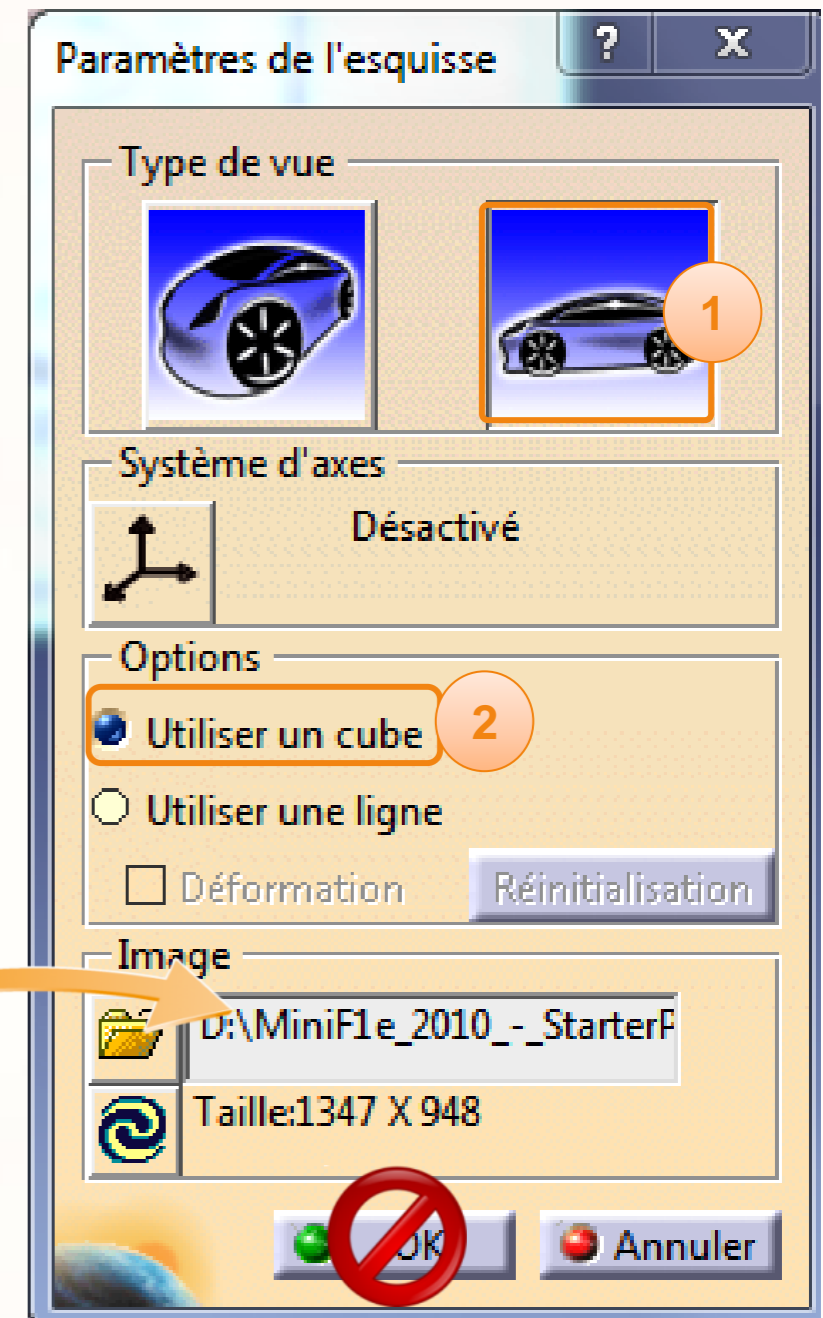 Paramètres de l'esquisse
Type de vue
1
Système d'axes
Désactivé
Options
Utiliser un cube
2
Utiliser une ligne
Déformation Réinitialisation
Image
D:\MiniF1e_2010_-_StarterP
Taille:1347 X 948
OK Annuler